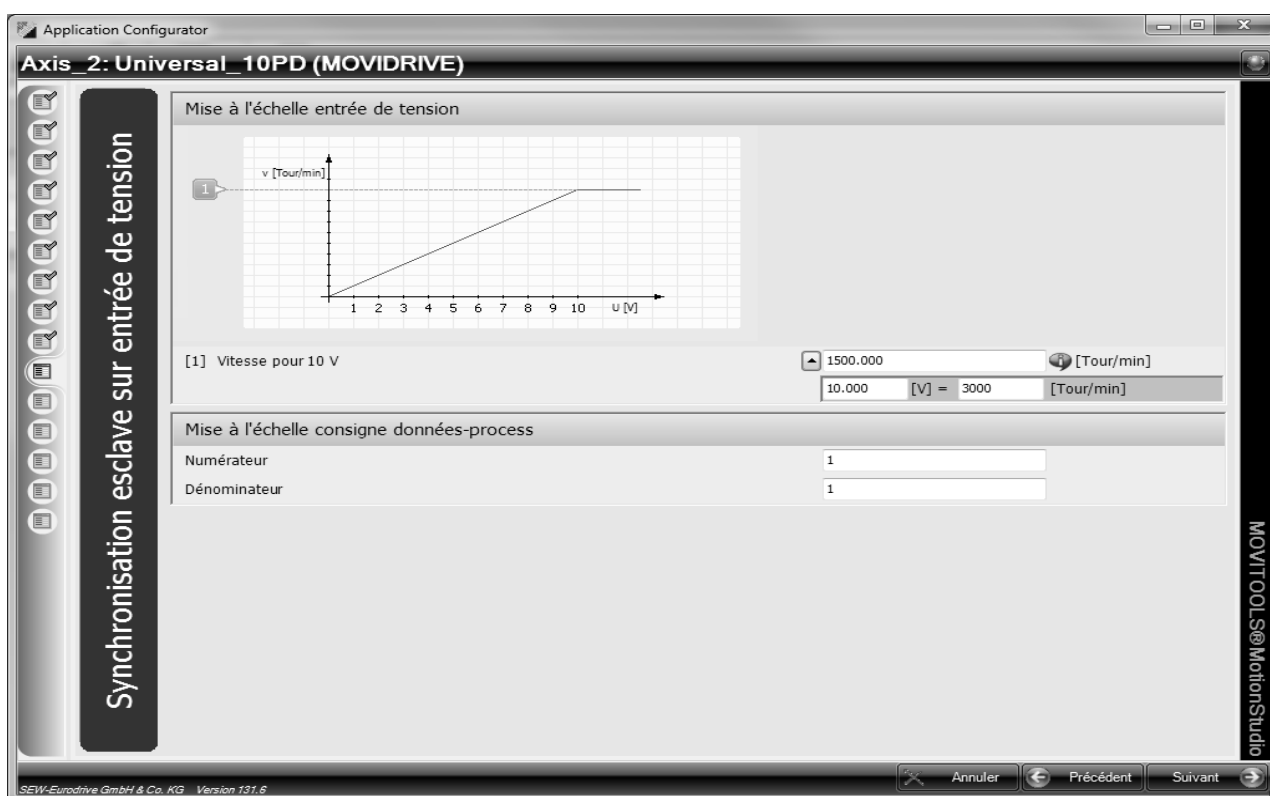 Application Configurator
Axis_2: Universal_10PD (MOVIDRIVE)
Synchronisation esclave sur entrée de tension
Mise à l'échelle entrée de tension
v [Tour/min]
1
1 2 3 4 5 6 7 8 9 10 U [V]
[1] Vitesse pour 10 V 1500.000 [Tour/min]
10.000 [V] = 3000 [Tour/min]
Mise à l'échelle consigne données-process
Numérateur 1
Dénominateur 1
MOVITOOLS®MotionStudio
Annuler Précédent Suivant
SEW-Eurodrive GmbH & Co. KG Version 131.6